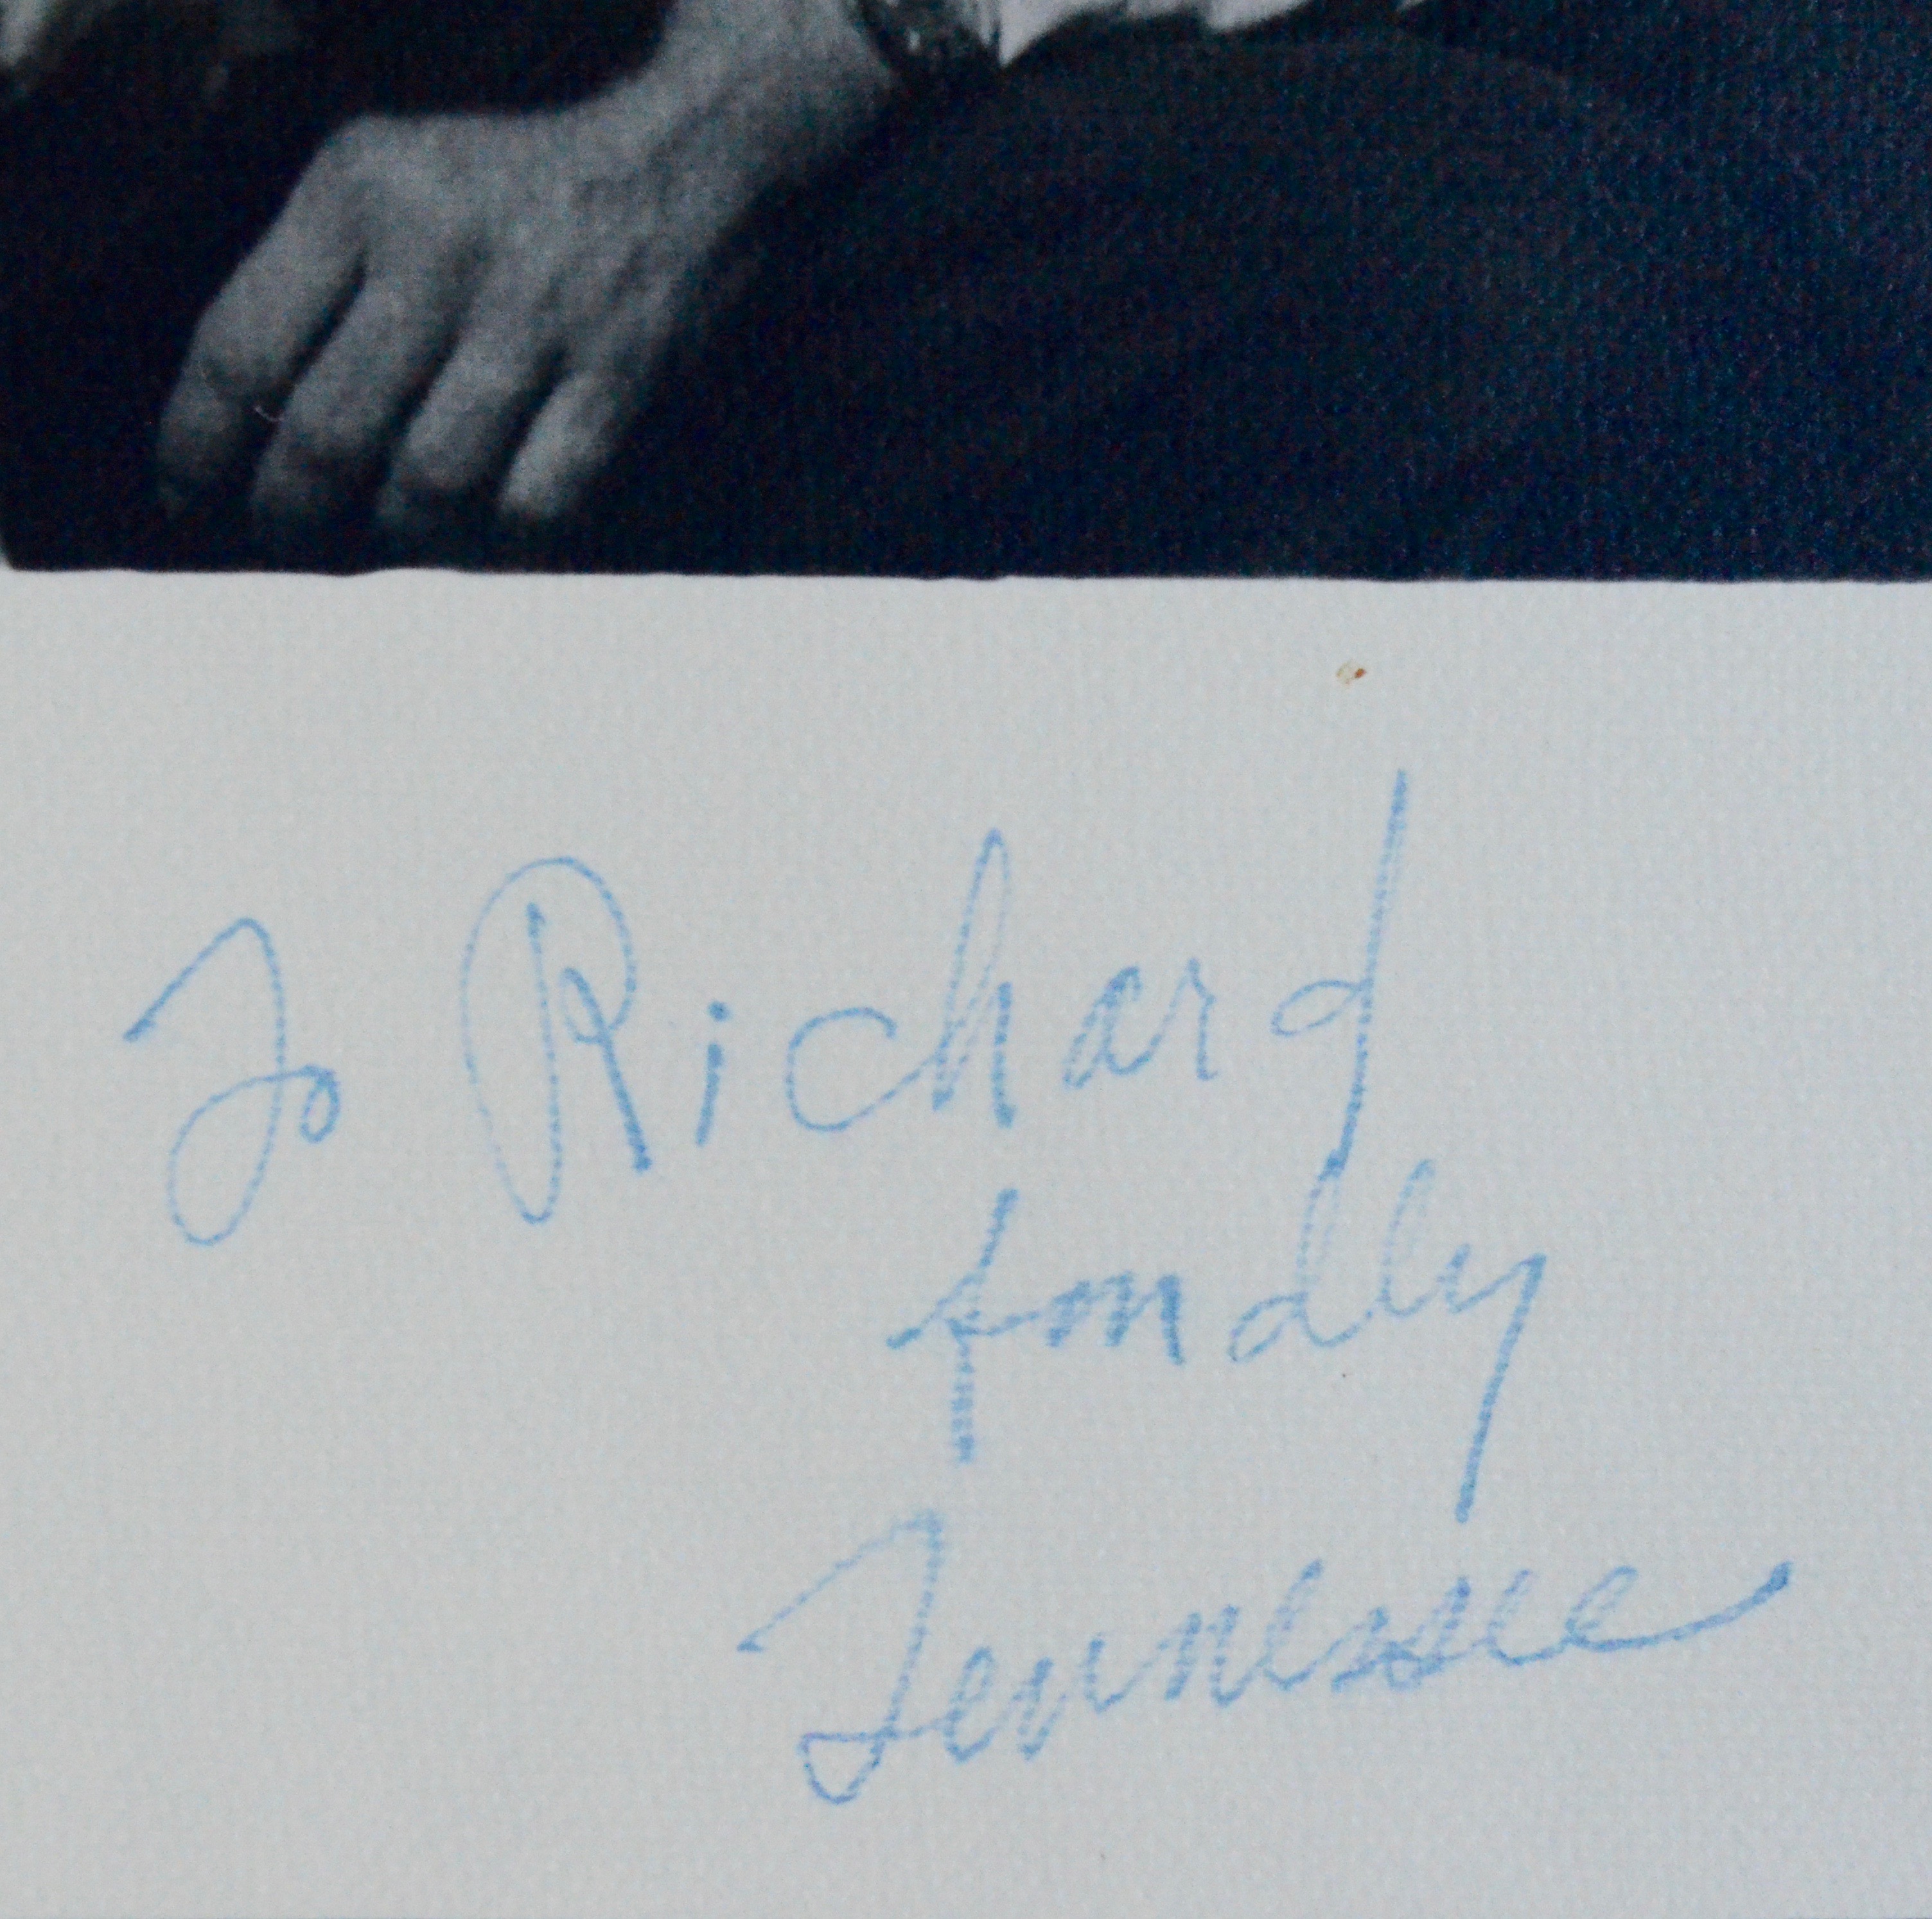 To Richard
fondly
Tennessee